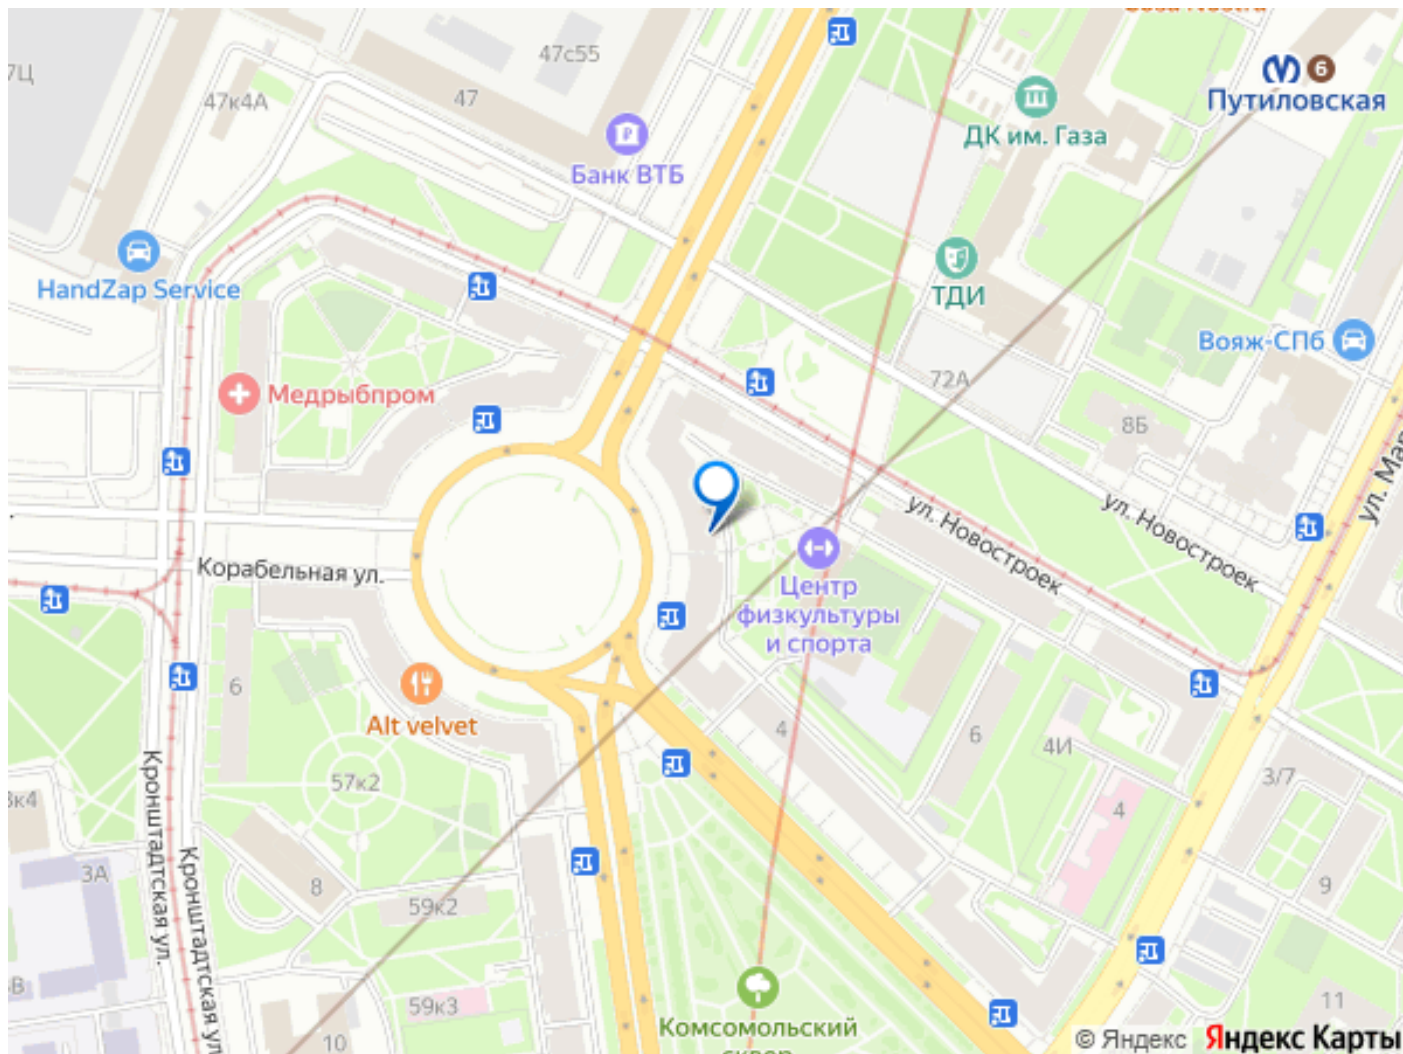 47с55
6
Путиловская
7Ц
47к4А
47
ДК им. Газа
Банк ВТБ
HandZap Service
ТДИ
Вояж-СПб
Медрыбпром
72А
8Б
ул. Новостроек
ул. Новостроек
Корабельная ул.
Центр
физкультуры
и спорта
6
Alt velvet
4
6
4И
3/7
57к2
4
3А
8
59к2
9
Кронштадтская ул.
Кронштадтская ул.
59к3
10
11
Комсомольский
сквер
© Яндекс Яндекс Карты